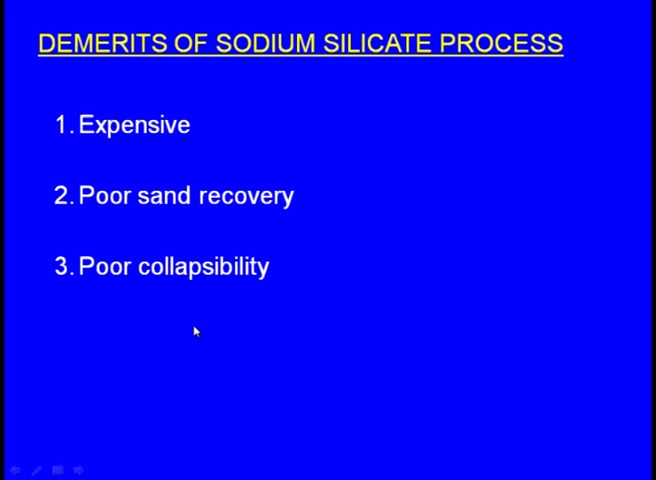 DEMERITS OF SODIUM SILICATE PROCESS
1. Expensive
2. Poor sand recovery
3. Poor collapsibility